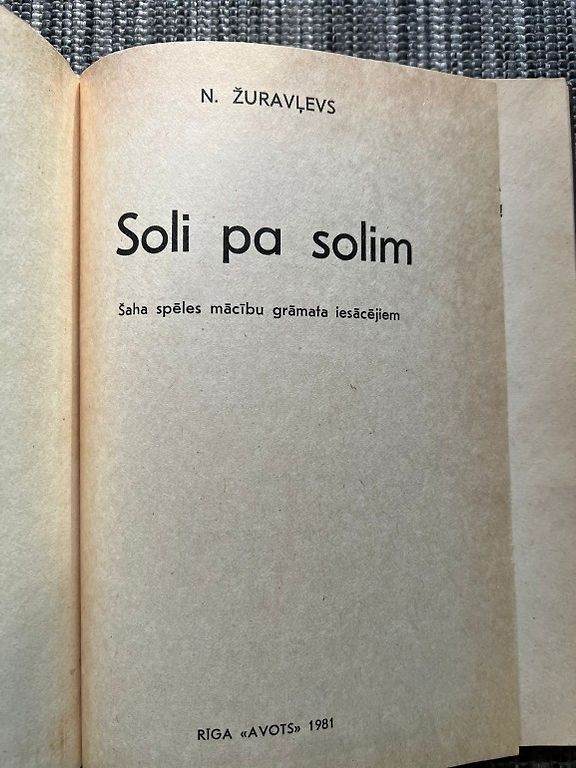 N. ŽURAVĻEVS
Soli pa solim
Šaha spēles mācību grāmata iesācējiem
RĪGA «AVOTS» 1981